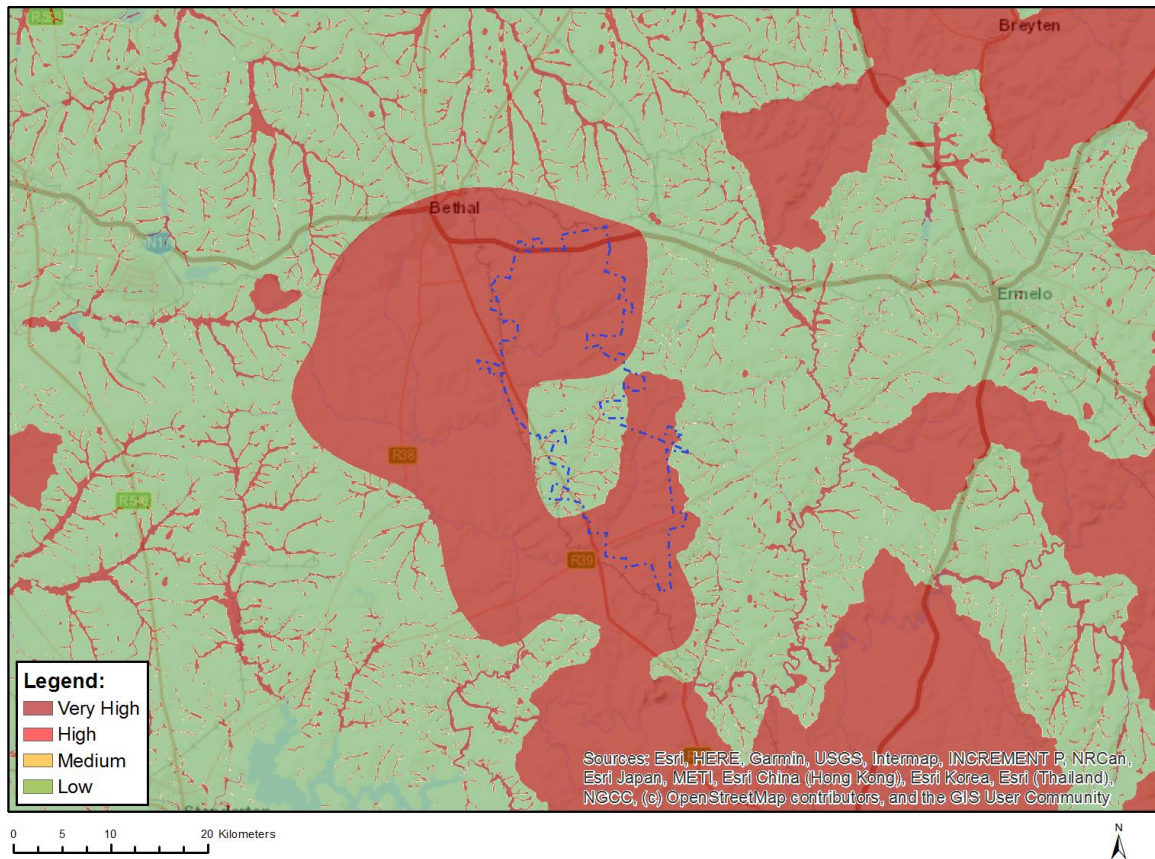 R5
Breyten
Bethal
N17
Ermelo
R38
R39
Legend:
Very High
High
Medium
Low
Sources: Esri, HERE, Garmin, USGS, Intermap, INCREMENT P, NRCan,
Esri Japan, METI, Esri China (Hong Kong), Esri Korea, Esri (Thailand),
NGCC, (c) OpenStreetMap contributors, and the GIS User Community
0 5 10 20 Kilometers
N